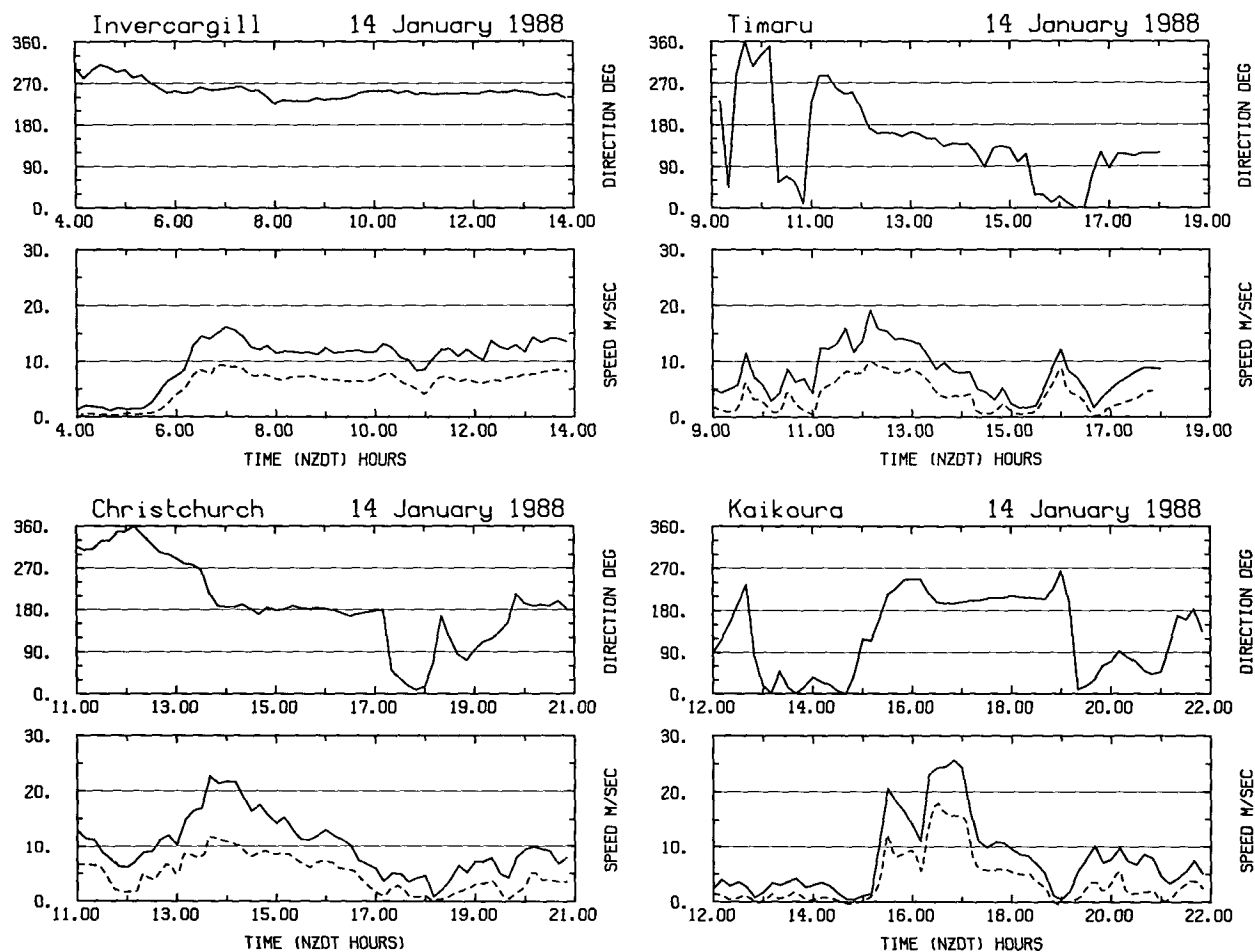 Invercargill 14 January 1988
360.
270.
180.
90.
0.
DIRECTION DEG
4.00 6.00 8.00 10.00 12.00 14.00
30.
20.
10.
0.
SPEED M/SEC
4.00 6.00 8.00 10.00 12.00 14.00
TIME (NZDT) HOURS
Timaru 14 January 1988
360.
270.
180.
90.
0.
DIRECTION DEG
9.00 11.00 13.00 15.00 17.00 19.00
30.
20.
10.
0.
SPEED M/SEC
9.00 11.00 13.00 15.00 17.00 19.00
TIME (NZDT) HOURS
Christchurch 14 January 1988
360.
270.
180.
90.
0.
DIRECTION DEG
11.00 13.00 15.00 17.00 19.00 21.00
30.
20.
10.
0.
SPEED M/SEC
11.00 13.00 15.00 17.00 19.00 21.00
TIME (NZDT HOURS)
Kaikoura 14 January 1988
360.
270.
180.
90.
0.
DIRECTION DEG
12.00 14.00 16.00 18.00 20.00 22.00
30.
20.
10.
0.
SPEED M/SEC
12.00 14.00 16.00 18.00 20.00 22.00
TIME (NZDT) HOURS